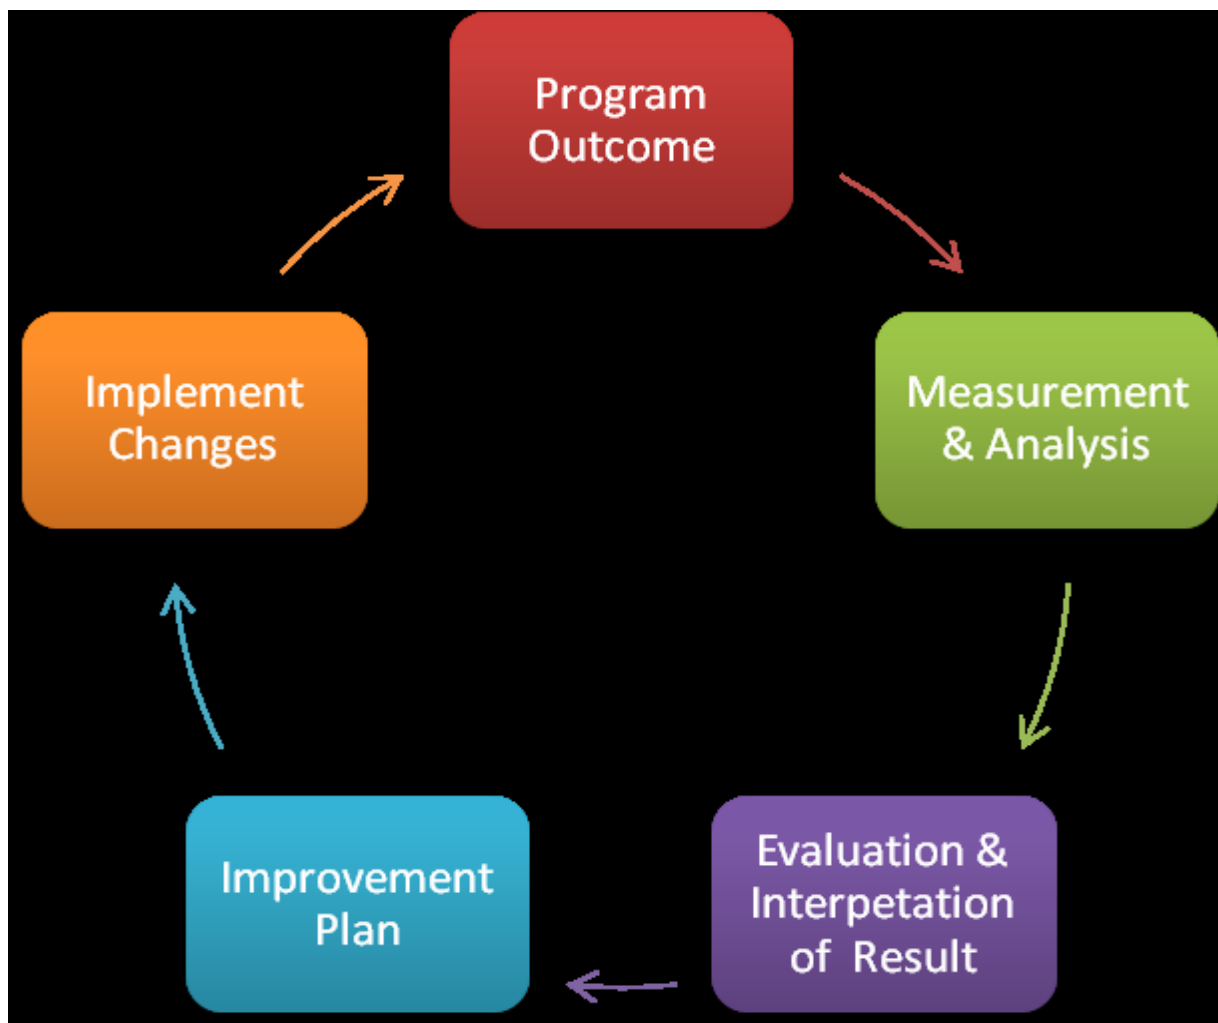 Program
Outcome
Measurement
& Analysis
Evaluation &
Interpetation
of  Result
Improvement
Plan
Implement
Changes